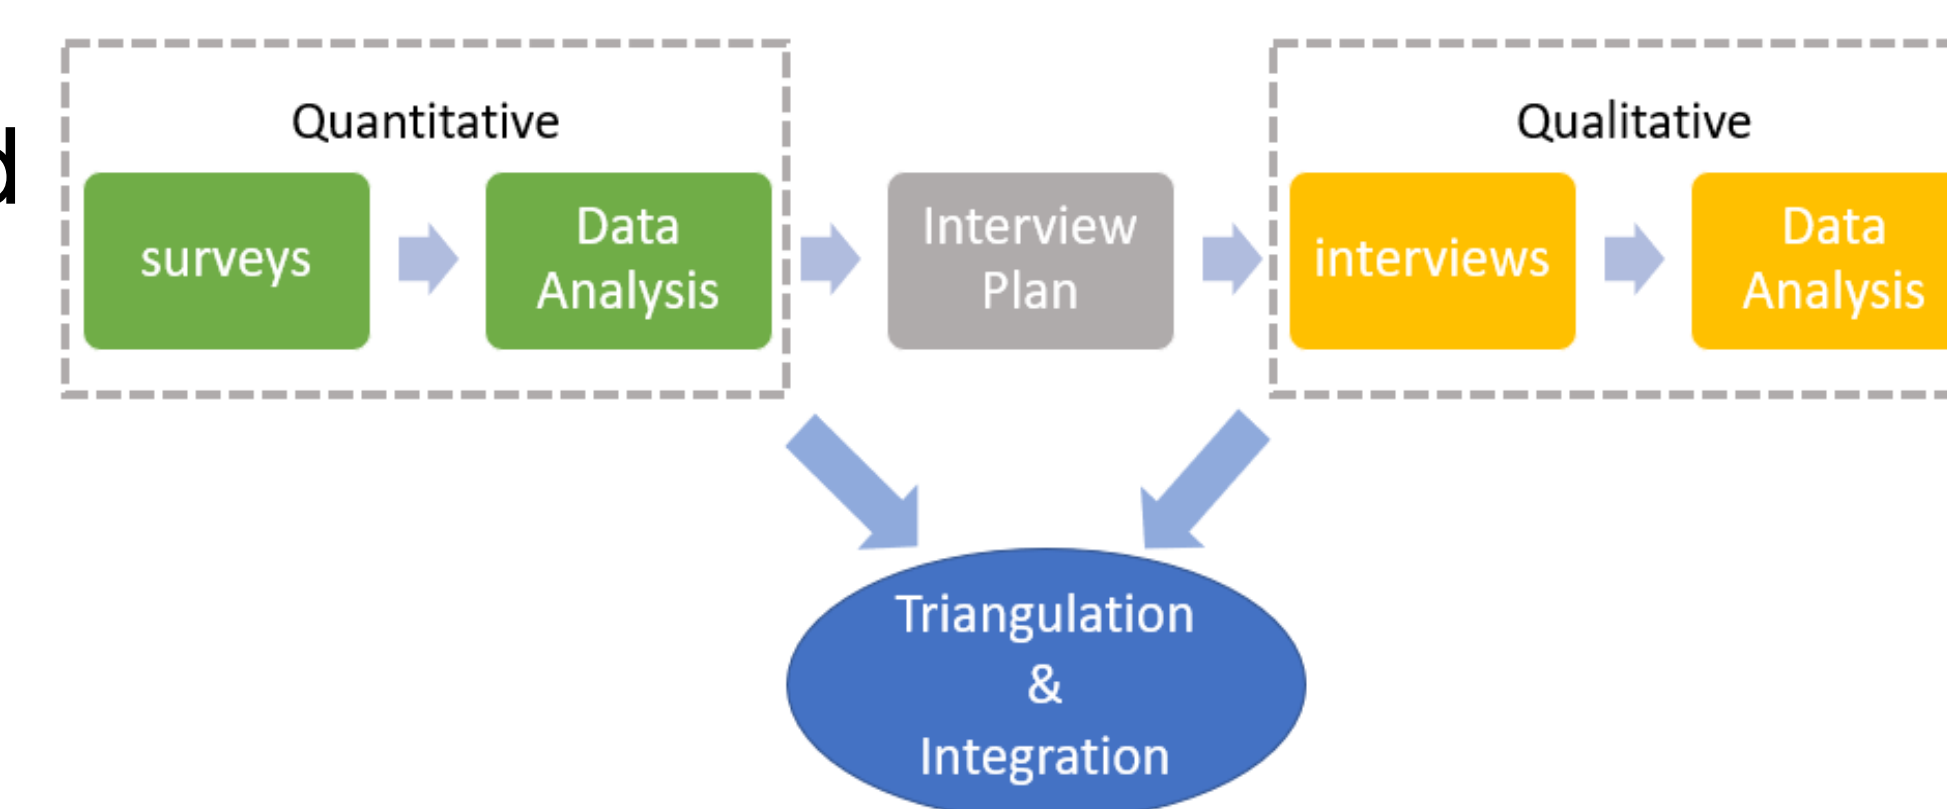 d
Quantitative
surveys
Data
Analysis
Interview
Plan
Qualitative
interviews
Data
Analysis
Triangulation
&
Integration